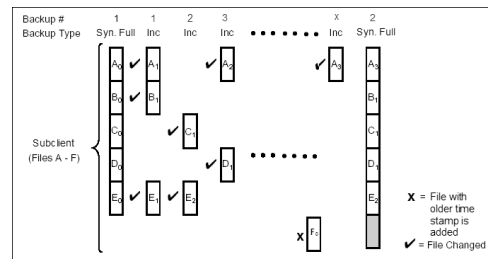 Backup # 1 1 2 3 x 2
Backup Type Syn. Full Inc Inc Inc Inc Syn. Full
A0 A1 A2 A3 A3
B0 B1 B1
Subclient
(Files A - F)
C0 C1 C1
D0 D1 D1
E0 E1 E2 E2
X F0
X = File with
older time
stamp is
added
✔ = File Changed